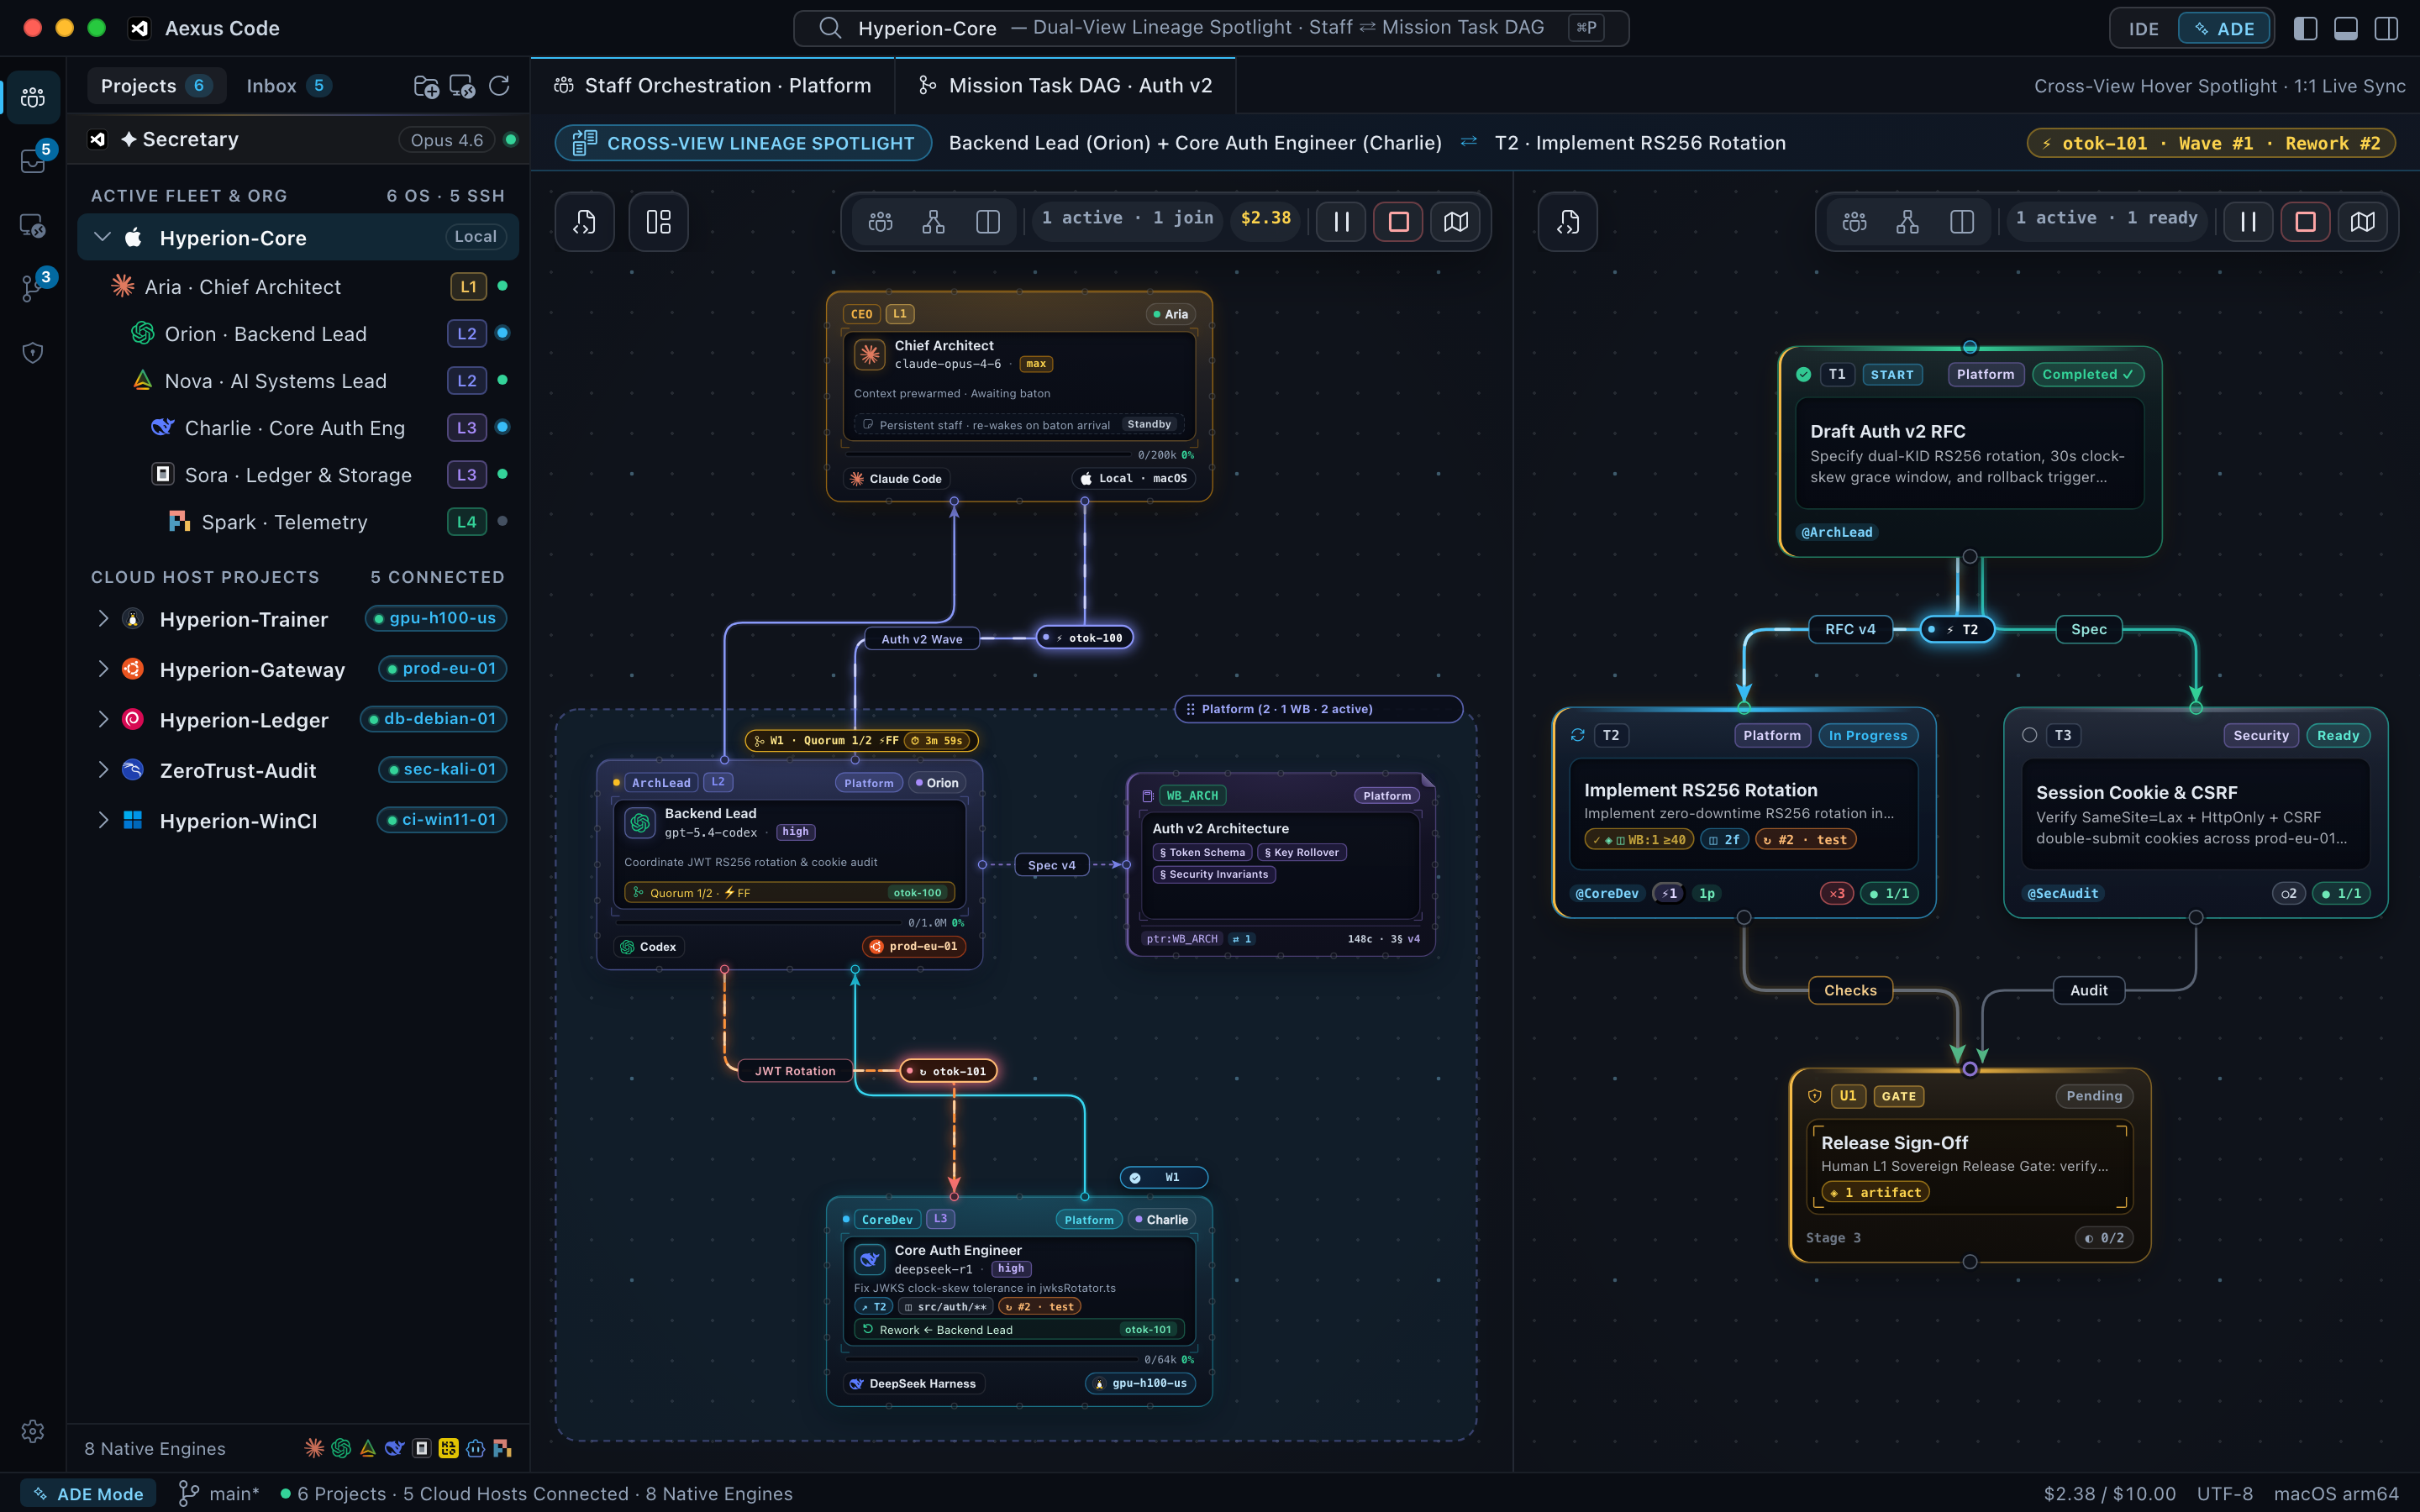 Aexus Code
Hyperion-Core — Dual-View Lineage Spotlight · Staff ⇄ Mission Task DAG ⌘P
IDE ADE
Projects 6 Inbox 5
Staff Orchestration · Platform
Mission Task DAG · Auth v2
Cross-View Hover Spotlight · 1:1 Live Sync
✦ Secretary Opus 4.6
CROSS-VIEW LINEAGE SPOTLIGHT Backend Lead (Orion) + Core Auth Engineer (Charlie) ⇄ T2 · Implement RS256 Rotation
⚡ otok-101 · Wave #1 · Rework #2
5
3
ACTIVE FLEET & ORG 6 OS · 5 SSH
Hyperion-Core Local
Aria · Chief Architect L1
Orion · Backend Lead L2
Nova · AI Systems Lead L2
Charlie · Core Auth Eng L3
Sora · Ledger & Storage L3
Spark · Telemetry L4
CLOUD HOST PROJECTS 5 CONNECTED
Hyperion-Trainer gpu-h100-us
Hyperion-Gateway prod-eu-01
Hyperion-Ledger db-debian-01
ZeroTrust-Audit sec-kali-01
Hyperion-WinCI ci-win11-01
8 Native Engines
1 active · 1 join $2.38
CEO L1 Aria
Chief Architect
claude-opus-4-6 · max
Context prewarmed · Awaiting baton
Persistent staff · re-wakes on baton arrival Standby
0/200k 0%
Claude Code Local · macOS
Auth v2 Wave ⚡ otok-100
Platform (2 · 1 WB · 2 active)
W1 · Quorum 1/2 ⚡FF ⏱ 3m 59s
ArchLead L2 Platform Orion
Backend Lead
gpt-5.4-codex · high
Coordinate JWT RS256 rotation & cookie audit
Quorum 1/2 · ⚡FF otok-100
0/1.0M 0%
Codex prod-eu-01
Spec v4
WB_ARCH Platform
Auth v2 Architecture
§ Token Schema § Key Rollover
§ Security Invariants
ptr:WB_ARCH ⇄ 1 148c · 3§ v4
JWT Rotation ↻ otok-101
W1
CoreDev L3 Platform Charlie
Core Auth Engineer
deepseek-r1 · high
Fix JWKS clock-skew tolerance in jwksRotator.ts
↗ T2 ◫ src/auth/** ↻ #2 · test
Rework ← Backend Lead otok-101
0/64k 0%
DeepSeek Harness gpu-h100-us
1 active · 1 ready
T1 START Platform Completed ✓
Draft Auth v2 RFC
Specify dual-KID RS256 rotation, 30s clock-
skew grace window, and rollback trigger...
@ArchLead
RFC v4 ⚡ T2 Spec
T2 Platform In Progress
Implement RS256 Rotation
Implement zero-downtime RS256 rotation in...
✓ ◈ ◫ WB:1 ≥40 ◫ 2f ↻ #2 · test
@CoreDev ⚡1 1p ×3 ● 1/1
T3 Security Ready
Session Cookie & CSRF
Verify SameSite=Lax + HttpOnly + CSRF
double-submit cookies across prod-eu-01...
@SecAudit ○2 ● 1/1
Checks Audit
U1 GATE Pending
Release Sign-Off
Human L1 Sovereign Release Gate: verify...
◈ 1 artifact
Stage 3 ◐ 0/2
ADE Mode main* 6 Projects · 5 Cloud Hosts Connected · 8 Native Engines
$2.38 / $10.00 UTF-8 macOS arm64